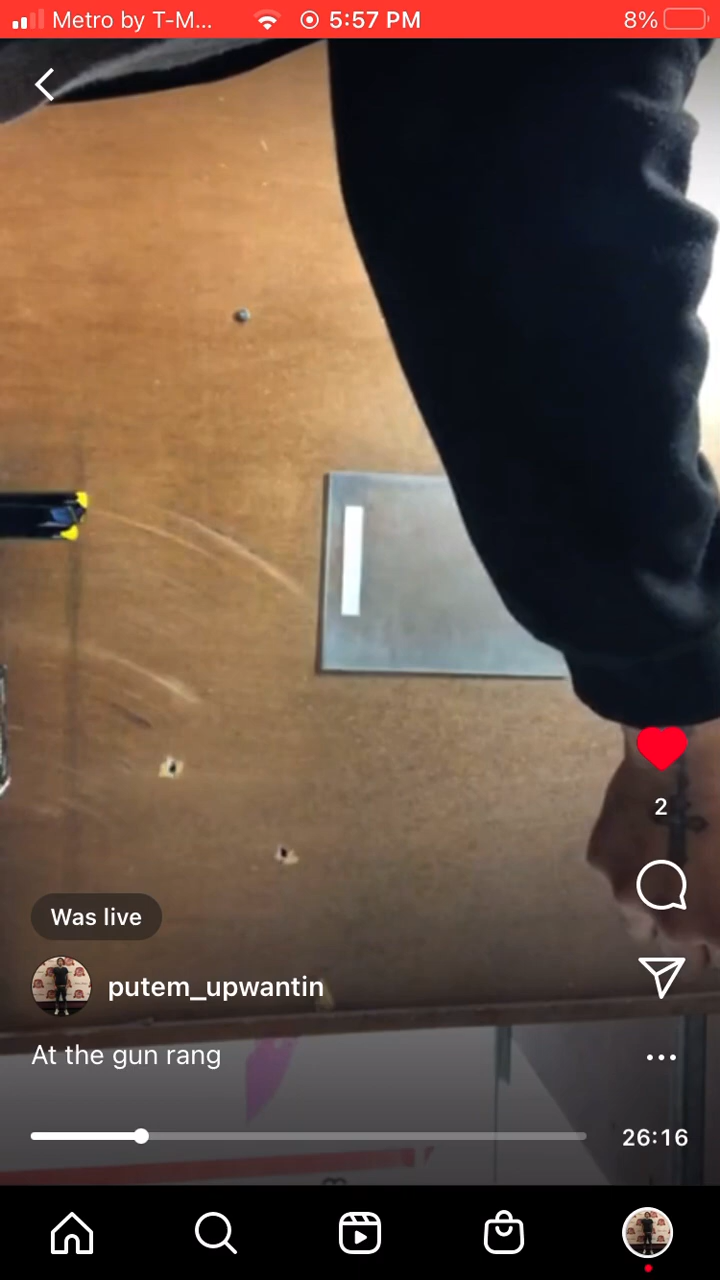 Metro by T-M... 5:57 PM 8%
Was live
putem_upwantin
At the gun rang
2
26:16